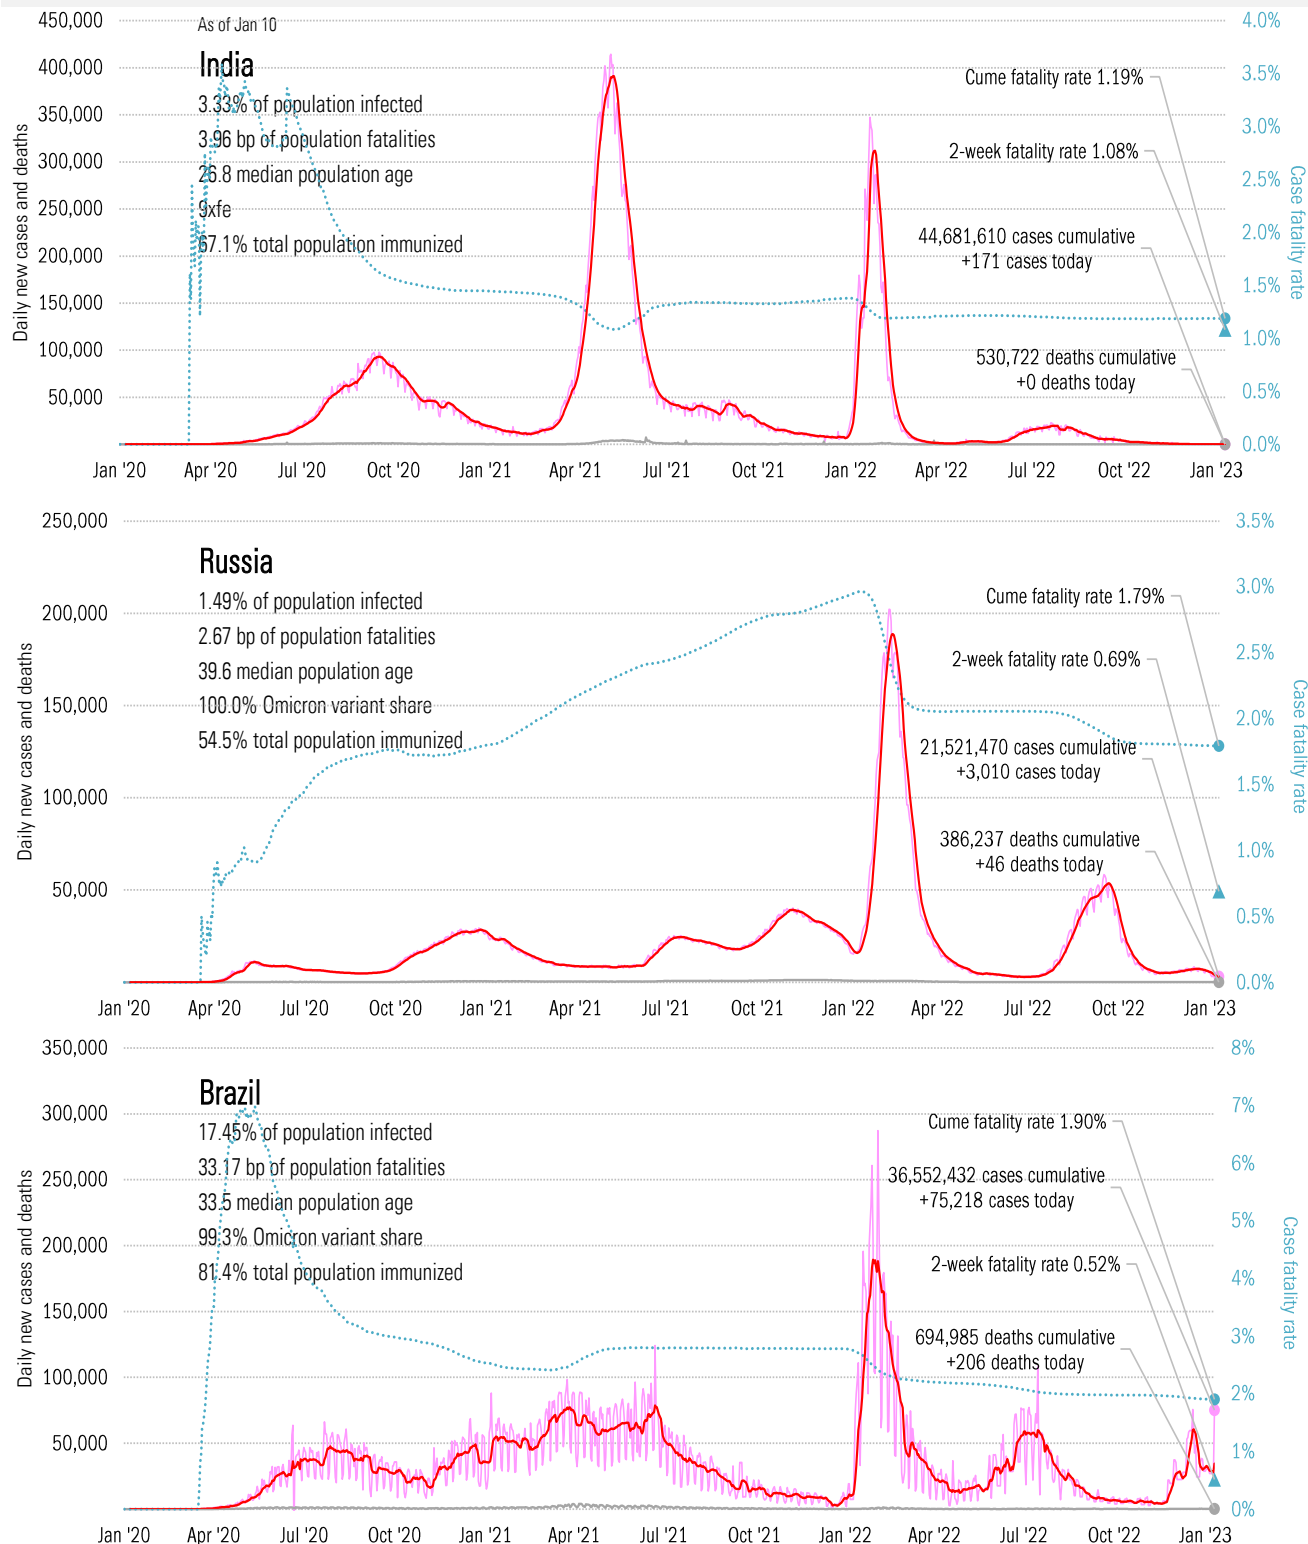 As of Jan 10
India
3.33% of population infected
3.96 bp of population fatalities
26.8 median population age
9xfe
67.1% total population immunized
Cume fatality rate 1.19%
2-week fatality rate 1.08%
44,681,610 cases cumulative
+171 cases today
530,722 deaths cumulative
+0 deaths today
Daily new cases and deaths
450,000
400,000
350,000
300,000
250,000
200,000
150,000
100,000
50,000
4.0%
3.5%
3.0%
2.5%
2.0%
1.5%
1.0%
0.5%
0.0%
Case fatality rate
Jan '20 Apr '20 Jul '20 Oct '20 Jan '21 Apr '21 Jul '21 Oct '21 Jan '22 Apr '22 Jul '22 Oct '22 Jan '23
Russia
1.49% of population infected
2.67 bp of population fatalities
39.6 median population age
100.0% Omicron variant share
54.5% total population immunized
Cume fatality rate 1.79%
2-week fatality rate 0.69%
21,521,470 cases cumulative
+3,010 cases today
386,237 deaths cumulative
+46 deaths today
Daily new cases and deaths
250,000
200,000
150,000
100,000
50,000
3.5%
3.0%
2.5%
2.0%
1.5%
1.0%
0.5%
0.0%
Case fatality rate
Jan '20 Apr '20 Jul '20 Oct '20 Jan '21 Apr '21 Jul '21 Oct '21 Jan '22 Apr '22 Jul '22 Oct '22 Jan '23
Brazil
17.45% of population infected
33.17 bp of population fatalities
33.5 median population age
99.3% Omicron variant share
81.4% total population immunized
Cume fatality rate 1.90%
36,552,432 cases cumulative
+75,218 cases today
2-week fatality rate 0.52%
694,985 deaths cumulative
+206 deaths today
Daily new cases and deaths
350,000
300,000
250,000
200,000
150,000
100,000
50,000
8%
7%
6%
5%
4%
3%
2%
1%
0%
Case fatality rate
Jan '20 Apr '20 Jul '20 Oct '20 Jan '21 Apr '21 Jul '21 Oct '21 Jan '22 Apr '22 Jul '22 Oct '22 Jan '23